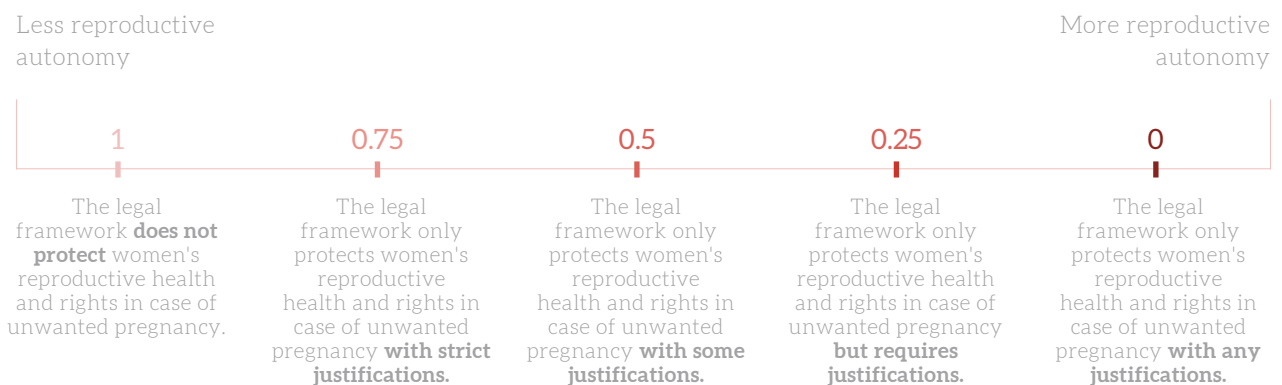 Less reproductive
autonomy
More reproductive
autonomy
1
0.75
0.5
0.25
0
The legal
framework does not
protect women's
reproductive health
and rights in case of
unwanted pregnancy.
The legal
framework only
protects women's
reproductive
health and rights in
case of unwanted
pregnancy with strict
justifications.
The legal
framework only
protects women's
reproductive
health and rights in
case of unwanted
pregnancy with some
justifications.
The legal
framework only
protects women's
reproductive health
and rights in case of
unwanted pregnancy
but requires
justifications.
The legal
framework only
protects women's
reproductive
health and rights in
case of unwanted
pregnancy with any
justifications.